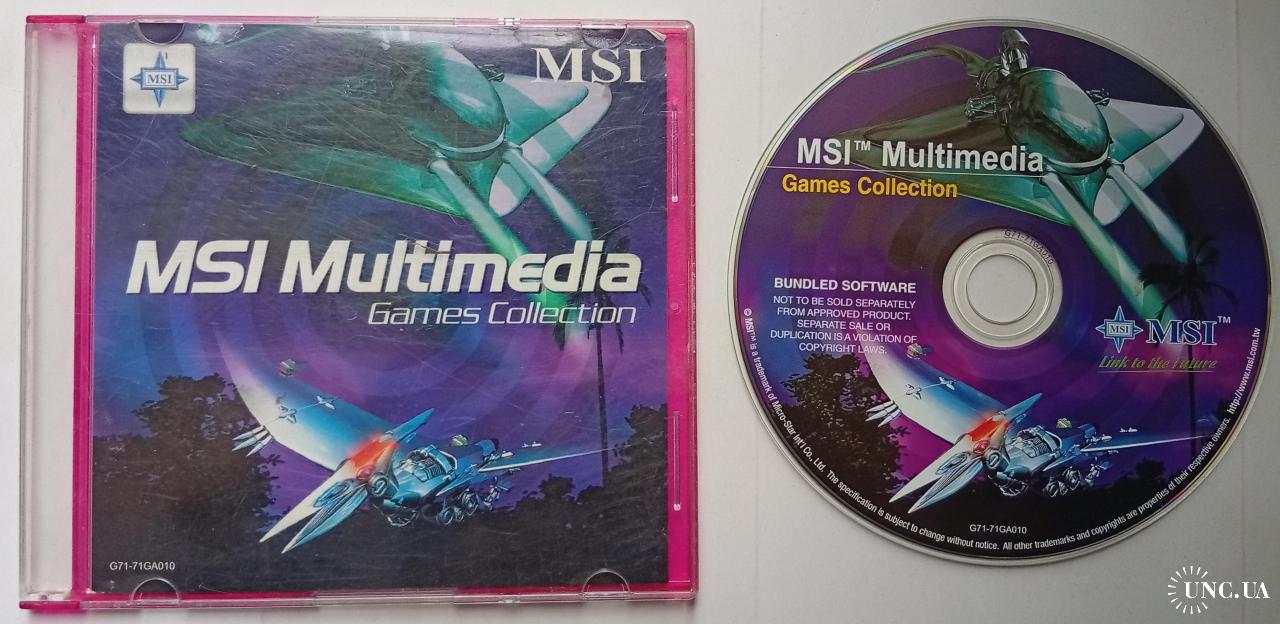 MSI
MSI
MSI Multimedia
Games Collection
G71-71GA010
MSI™ Multimedia
Games Collection
G71-71GA010
BUNDLED SOFTWARE
NOT TO BE SOLD SEPARATELY
FROM APPROVED PRODUCT.
SEPARATE SALE OR
DUPLICATION IS A VIOLATION OF
COPYRIGHT LAWS.
MSI
MSI™
Link to the Future
© MSI™ is a trademark of Micro-Star Int'l Co., Ltd. The specification is subject to change without notice. All other trademarks and copyrights are properties of their respective owners. http://www.msi.com.tw
G71-71GA010
UNC.UA